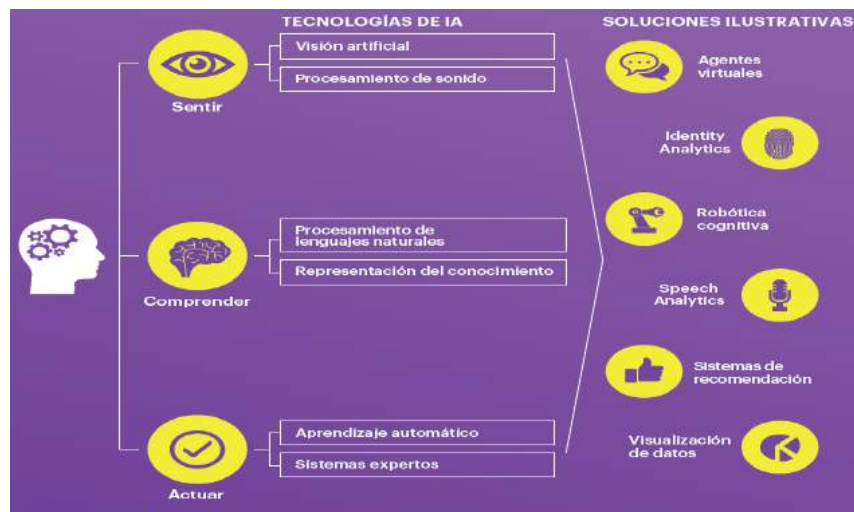 TECNOLOGÍAS DE IA
Visión artificial
Procesamiento de sonido
Sentir
Procesamiento de
lenguajes naturales
Representación del conocimiento
Comprender
Aprendizaje automático
Sistemas expertos
Actuar
SOLUCIONES ILUSTRATIVAS
Agentes
virtuales
Identity
Analytics
Robótica
cognitiva
Speech
Analytics
Sistemas de
recomendación
Visualización
de datos